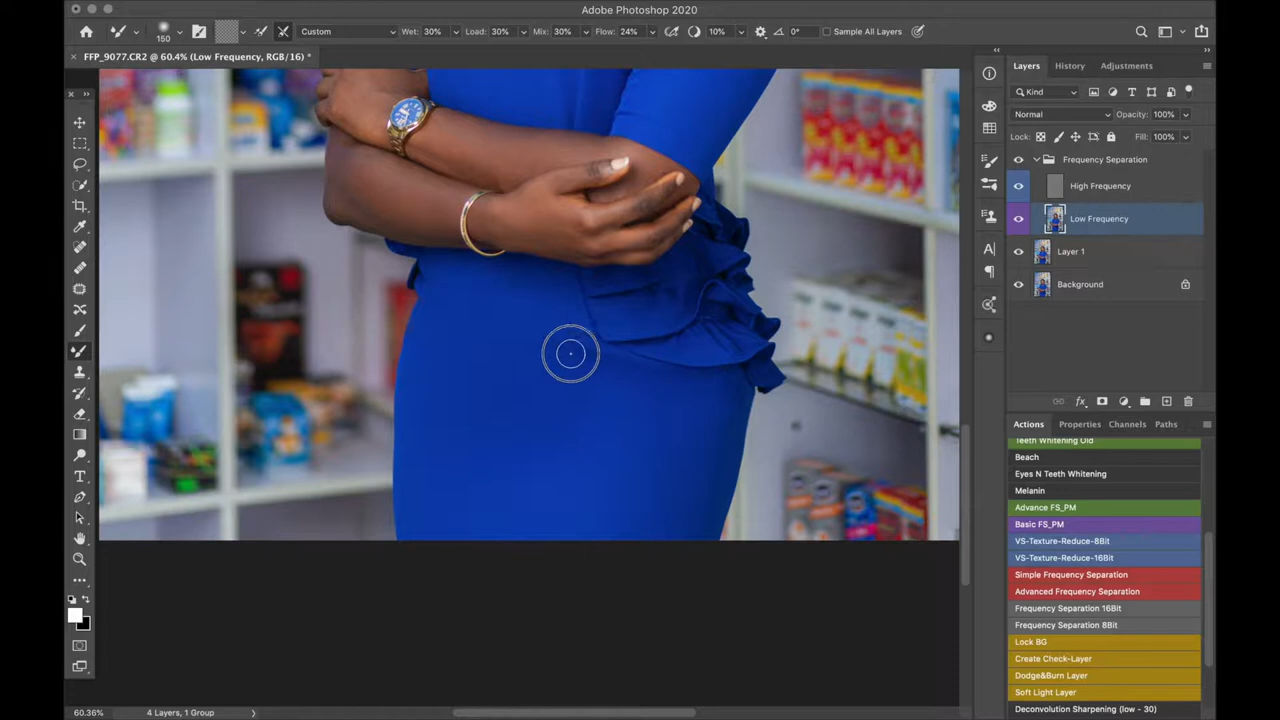 Adobe Photoshop 2020
Custom Wet: 30% Load: 30% Mix: 30% Flow: 24% 10% 0° Sample All Layers
FFP_9077.CR2 @ 60.4% (Low Frequency, RGB/16) *
Layers History Adjustments
Kind
Normal Opacity: 100%
Lock: Fill: 100%
Frequency Separation
High Frequency
Low Frequency
Layer 1
Background
Actions Properties Channels Paths
Teeth Whitening Old
Beach
Eyes N Teeth Whitening
Melanin
Advance FS_PM
Basic FS_PM
VS-Texture-Reduce-8Bit
VS-Texture-Reduce-16Bit
Simple Frequency Separation
Advanced Frequency Separation
Frequency Separation 16Bit
Frequency Separation 8Bit
Lock BG
Create Check-Layer
Dodge&Burn Layer
Soft Light Layer
Deconvolution Sharpening (low - 30)
60.36% 4 Layers, 1 Group